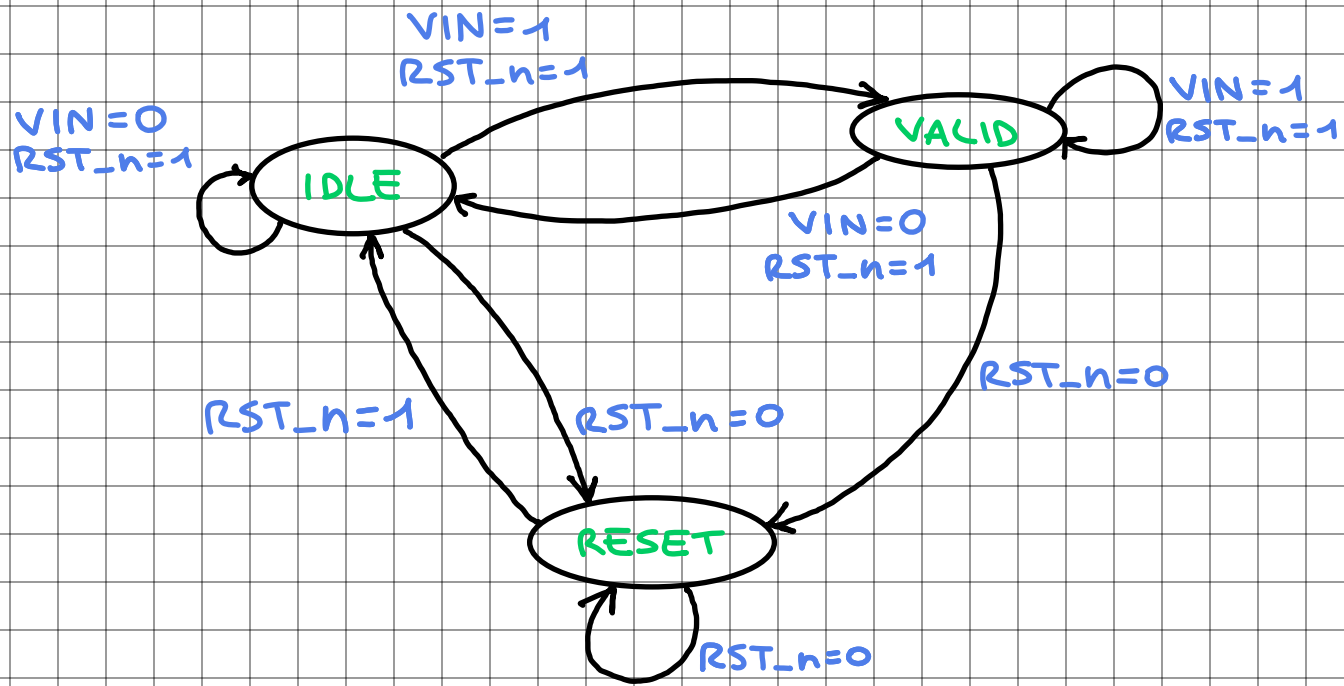 VIN=1
RST_n=1
VIN=0
RST_n=1
IDLE
VALID
VIN=1
RST_n=1
VIN=0
RST_n=1
RST_n=1
RST_n=0
RST_n=0
RESET
RST_n=0